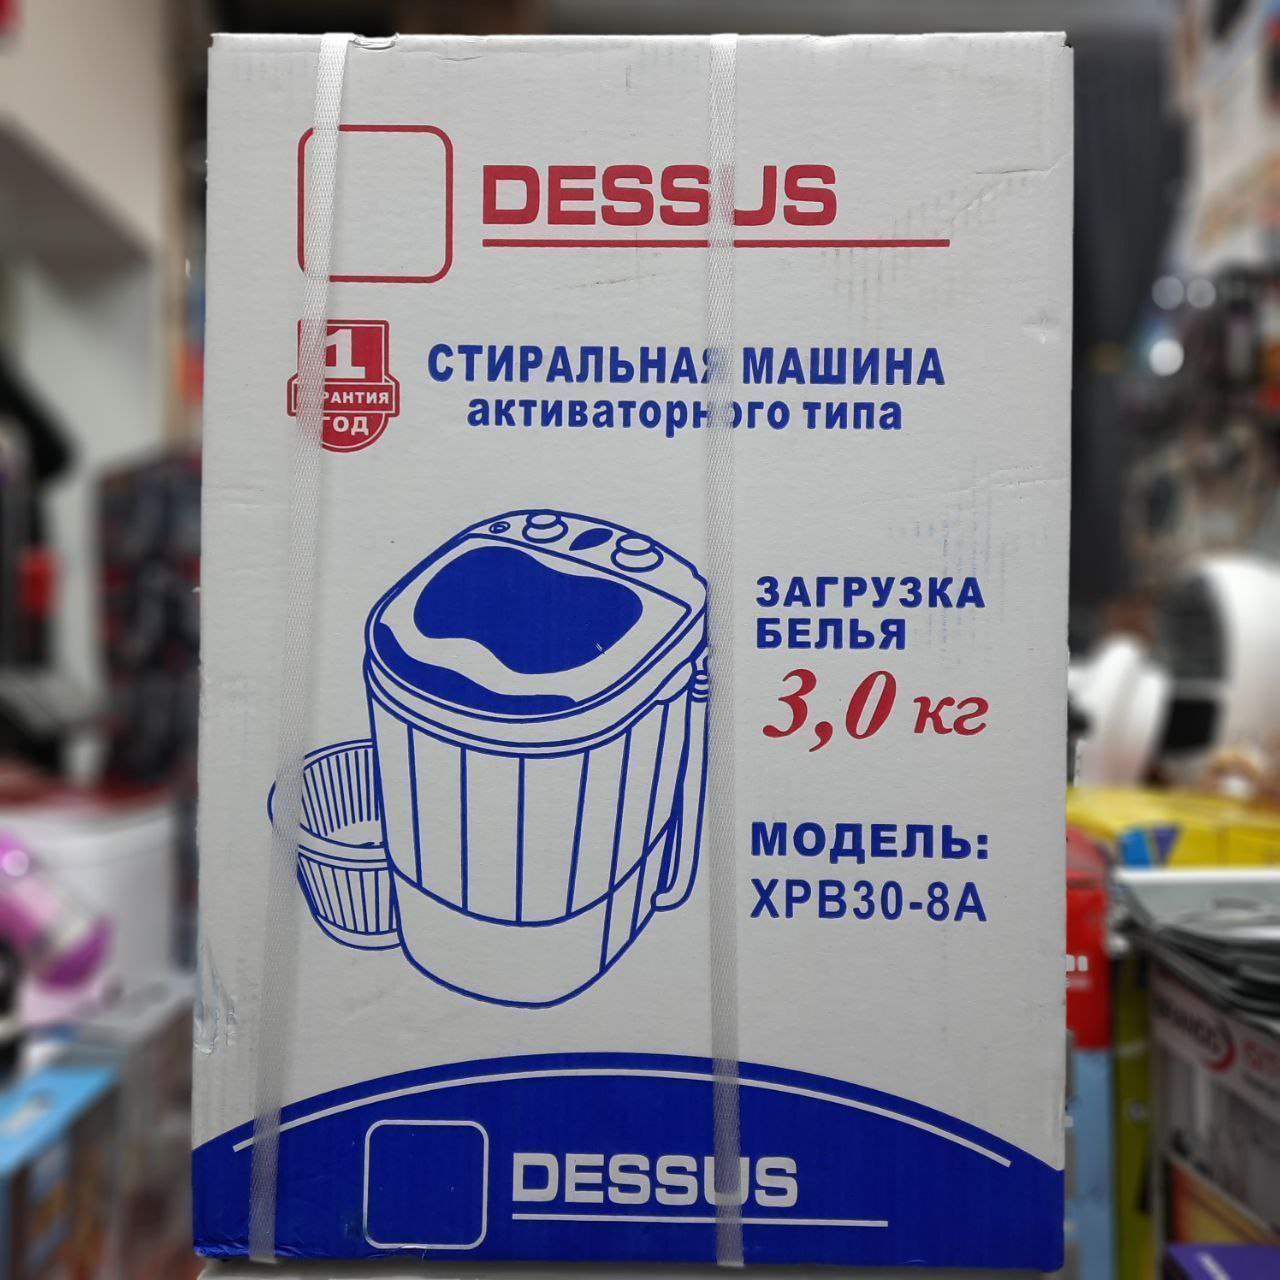 DESSUS
1
ГАРАНТИЯ
ГОД
СТИРАЛЬНАЯ МАШИНА
активаторного типа
ЗАГРУЗКА
БЕЛЬЯ
3,0 кг
МОДЕЛЬ:
XPB30-8A
DESSUS